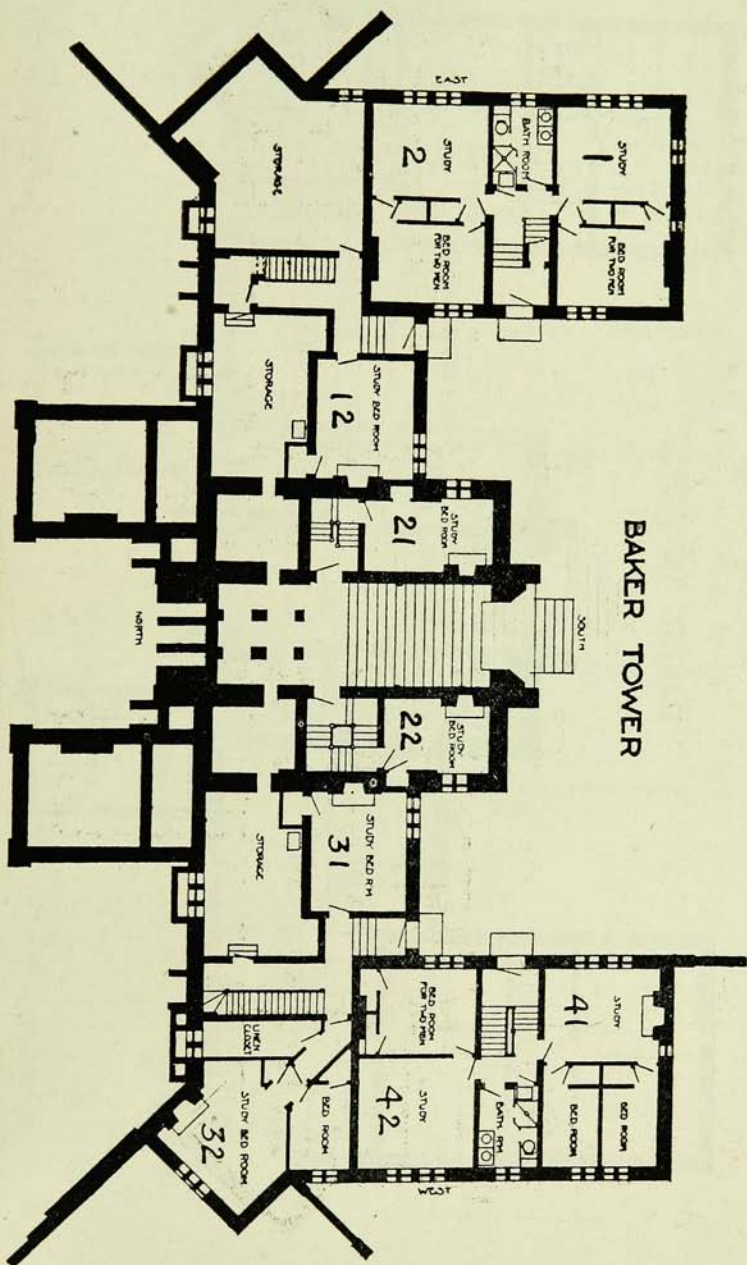 BAKER TOWER
EAST
STORAGE
STUDY
2
BATH ROOM
STUDY
1
BED ROOM
FOR TWO MEN
BED ROOM
FOR TWO MEN
STORAGE
STUDY BED ROOM
12
STUDY
BED ROOM
21
NORTH
SOUTH
STUDY
BED ROOM
22
STORAGE
STUDY BED R'M
31
LINEN
CLOSET
STUDY BED ROOM
32
BED ROOM
BED ROOM
FOR TWO MEN
STUDY
42
BATH RM
STUDY
41
BED ROOM
BED ROOM
WEST